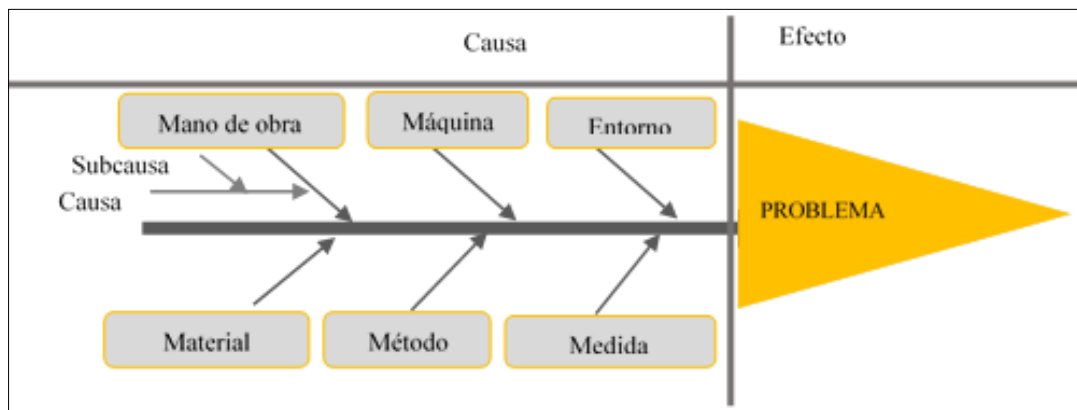 Causa
Efecto
Mano de obra
Máquina
Entorno
Subcausa
Causa
PROBLEMA
Material
Método
Medida